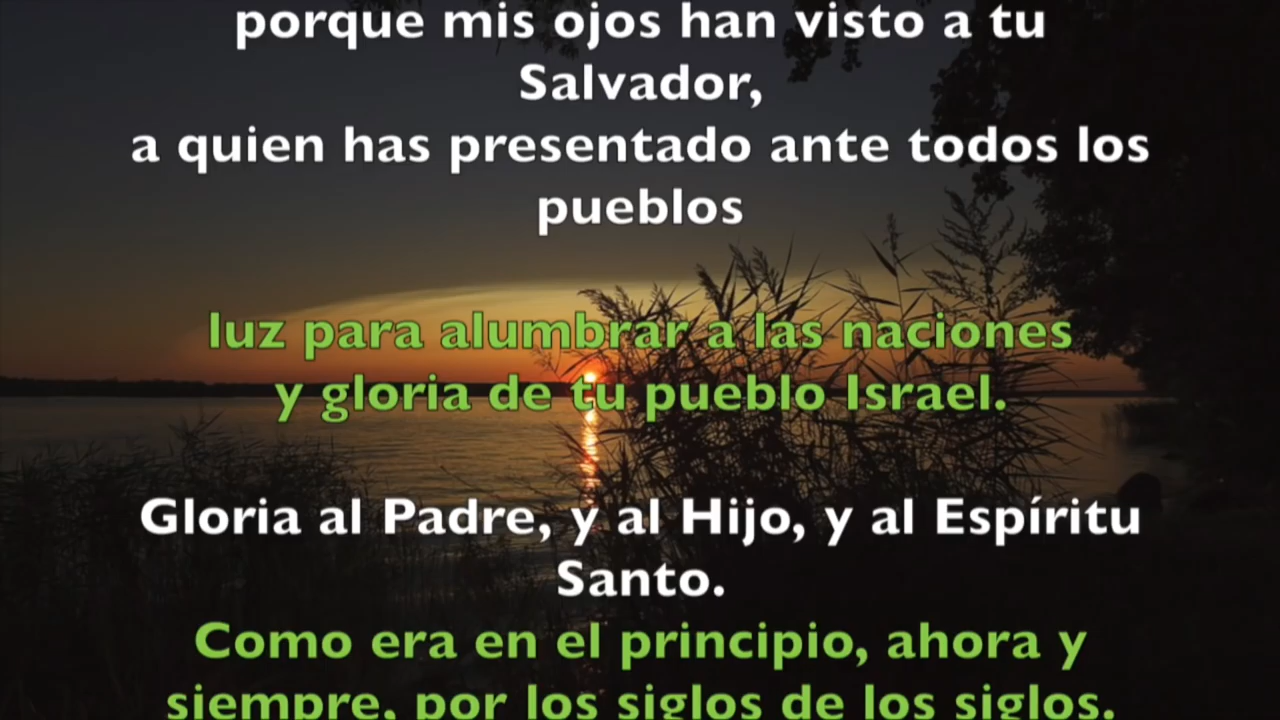 porque mis ojos han visto a tu
Salvador,
a quien has presentado ante todos los
pueblos
luz para alumbrar a las naciones
y gloria de tu pueblo Israel.
Gloria al Padre, y al Hijo, y al Espíritu
Santo.
Como era en el principio, ahora y
siempre, por los siglos de los siglos.